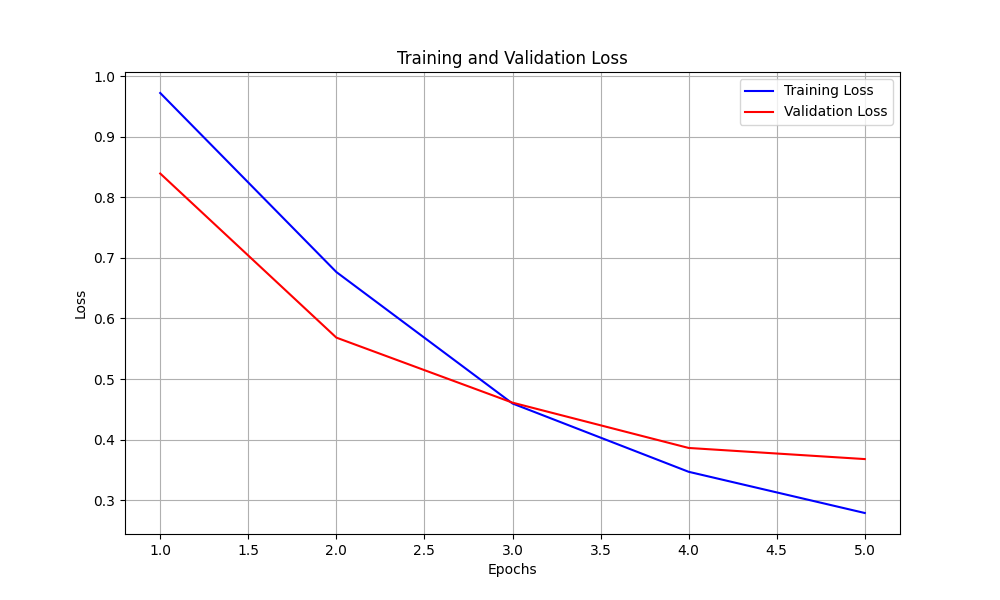 Training and Validation Loss
Training Loss
Validation Loss
Loss
1.0
0.9
0.8
0.7
0.6
0.5
0.4
0.3
1.0 1.5 2.0 2.5 3.0 3.5 4.0 4.5 5.0
Epochs